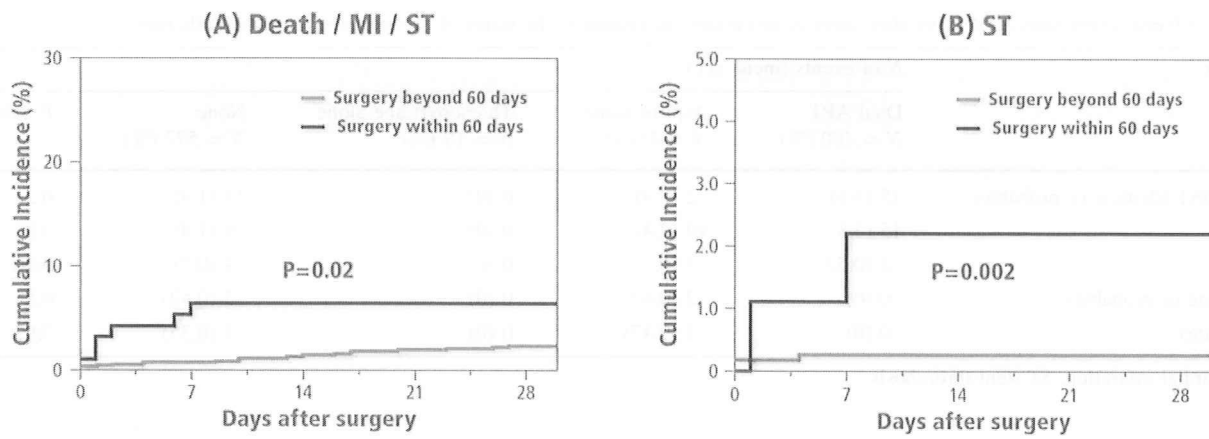 (A) Death / MI / ST
30
20
10
0
Cumulative Incidence (%)
Surgery beyond 60 days
Surgery within 60 days
P=0.02
0
7
14
21
28
Days after surgery
(B) ST
5.0
4.0
3.0
2.0
1.0
0
Cumulative Incidence (%)
Surgery beyond 60 days
Surgery within 60 days
P=0.002
0
7
14
21
28
Days after surgery